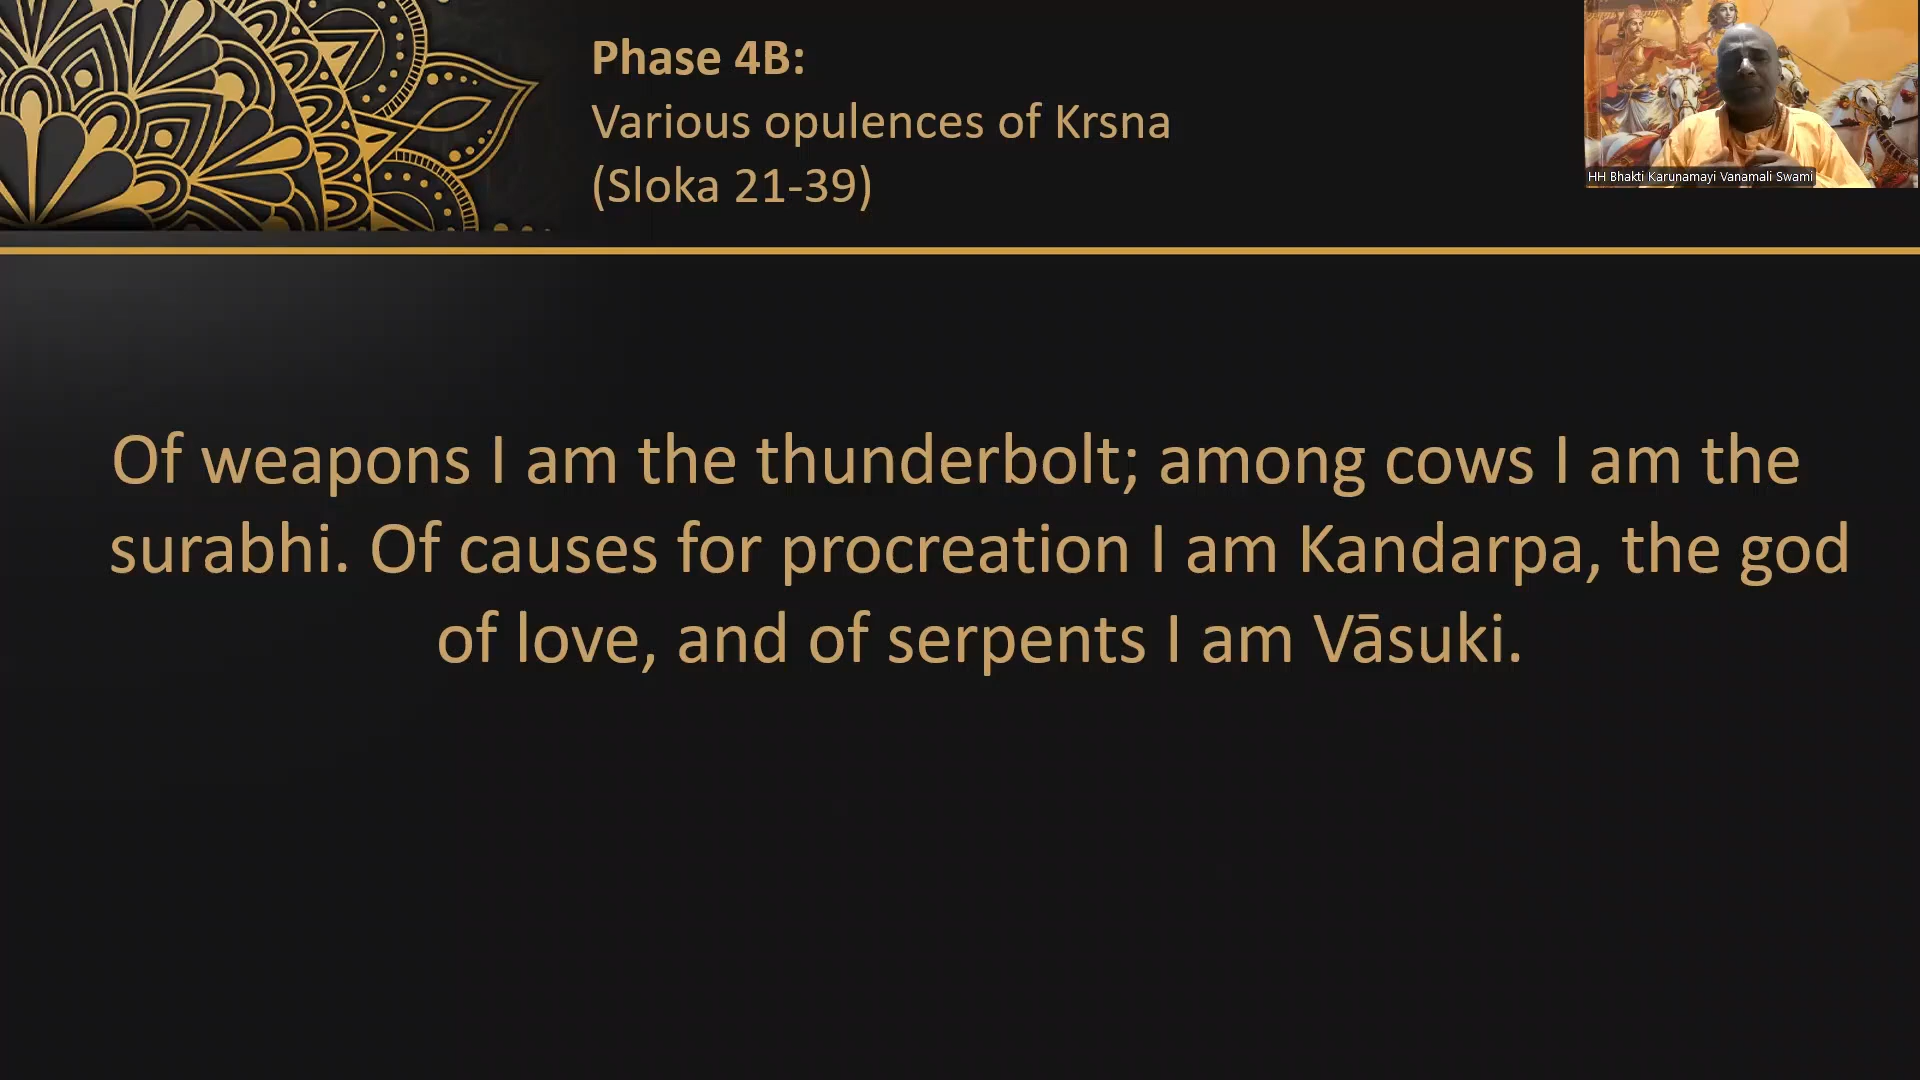 Phase 4B:
Various opulences of Krsna
(Sloka 21-39)
HH Bhakti Karunamayi Vanamali Swami
Of weapons I am the thunderbolt; among cows I am the
surabhi. Of causes for procreation I am Kandarpa, the god
of love, and of serpents I am Vāsuki.